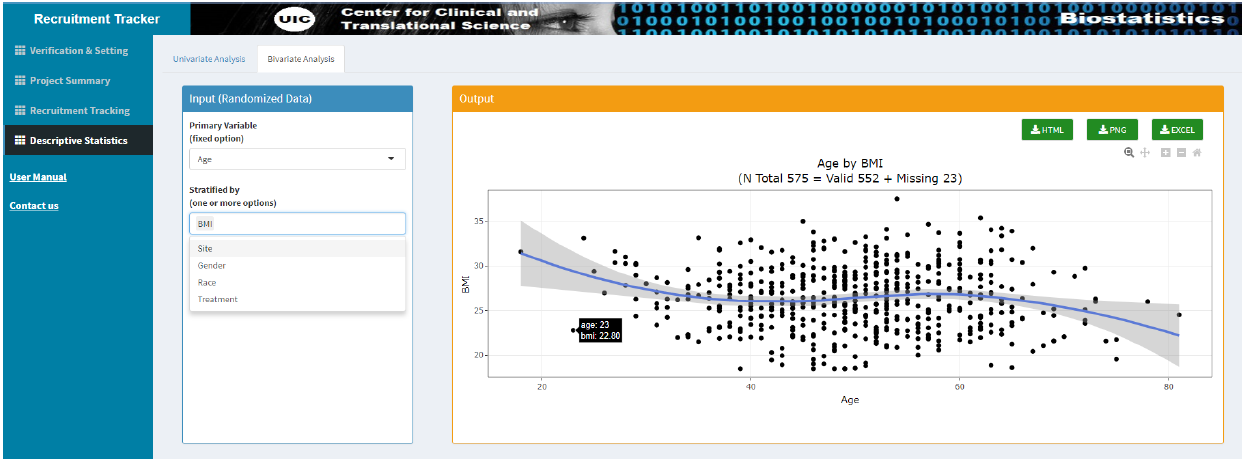 Recruitment Tracker
UIC
Center for Clinical and
Translational Science
Biostatistics
Verification & Setting
Project Summary
Recruitment Tracking
Descriptive Statistics
User Manual
Contact us
Univariate Analysis
Bivariate Analysis
Input (Randomized Data)
Primary Variable
(fixed option)
Age
Stratified by
(one or more options)
BMI
Site
Gender
Race
Treatment
Output
HTML
PNG
EXCEL
Age by BMI
(N Total 575 = Valid 552 + Missing 23)
35
30
25
20
BMI
age: 23
bmi: 22.80
20
40
60
80
Age